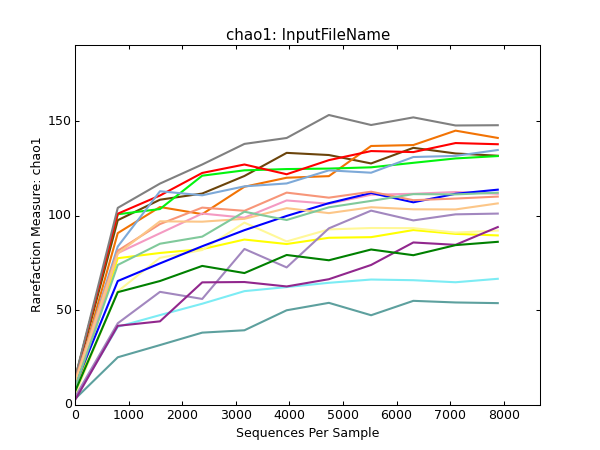 chao1: InputFileName
150
100
50
0
Rarefaction Measure: chao1
0 1000 2000 3000 4000 5000 6000 7000 8000
Sequences Per Sample